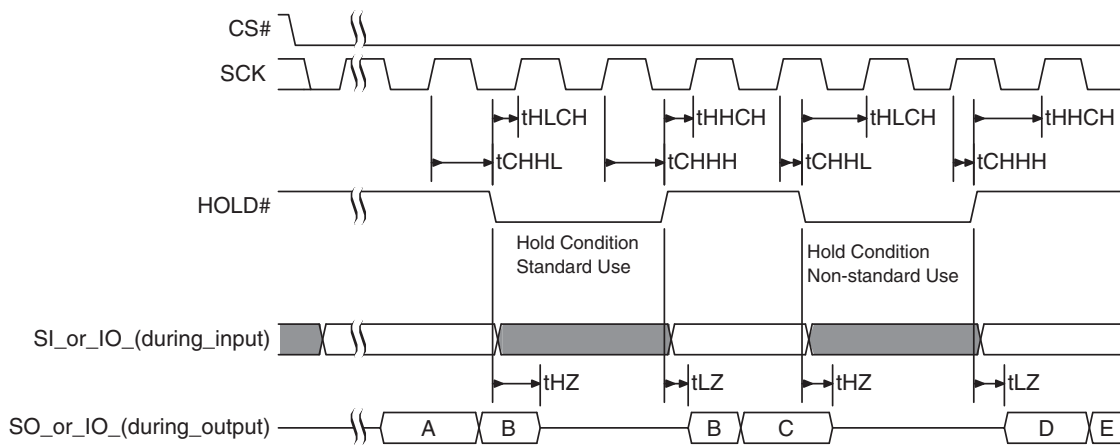 CS#
SCK
tHLCH tHHCH tHLCH tHHCH
tCHHL tCHHH tCHHL tCHHH
HOLD#
Hold Condition
Standard Use
Hold Condition
Non-standard Use
SI_or_IO_(during_input)
tHZ tLZ tHZ tLZ
SO_or_IO_(during_output) A B B C D E